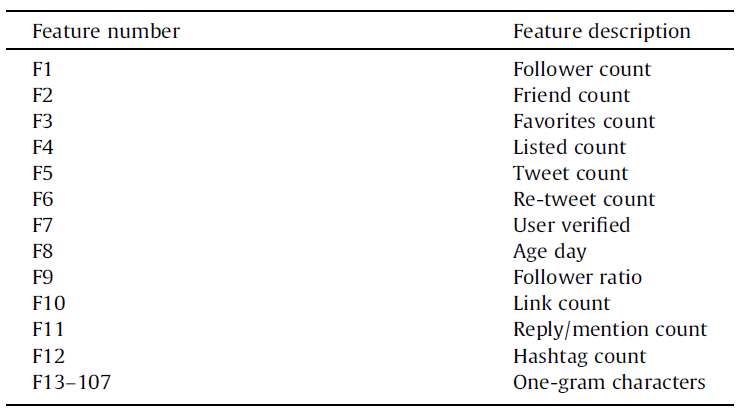 Feature number Feature description
F1 Follower count
F2 Friend count
F3 Favorites count
F4 Listed count
F5 Tweet count
F6 Re-tweet count
F7 User verified
F8 Age day
F9 Follower ratio
F10 Link count
F11 Reply/mention count
F12 Hashtag count
F13–107 One-gram characters